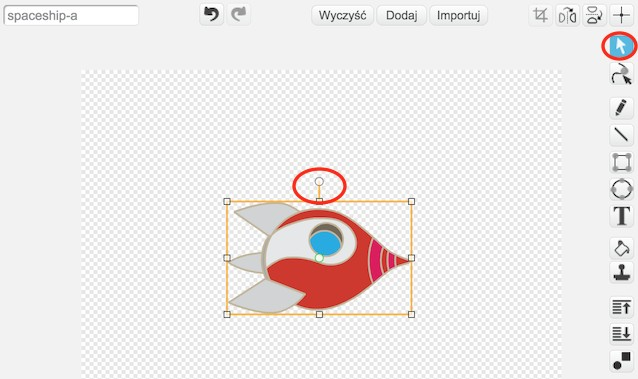 spaceship-a
Wyczyść
Dodaj
Importuj
T